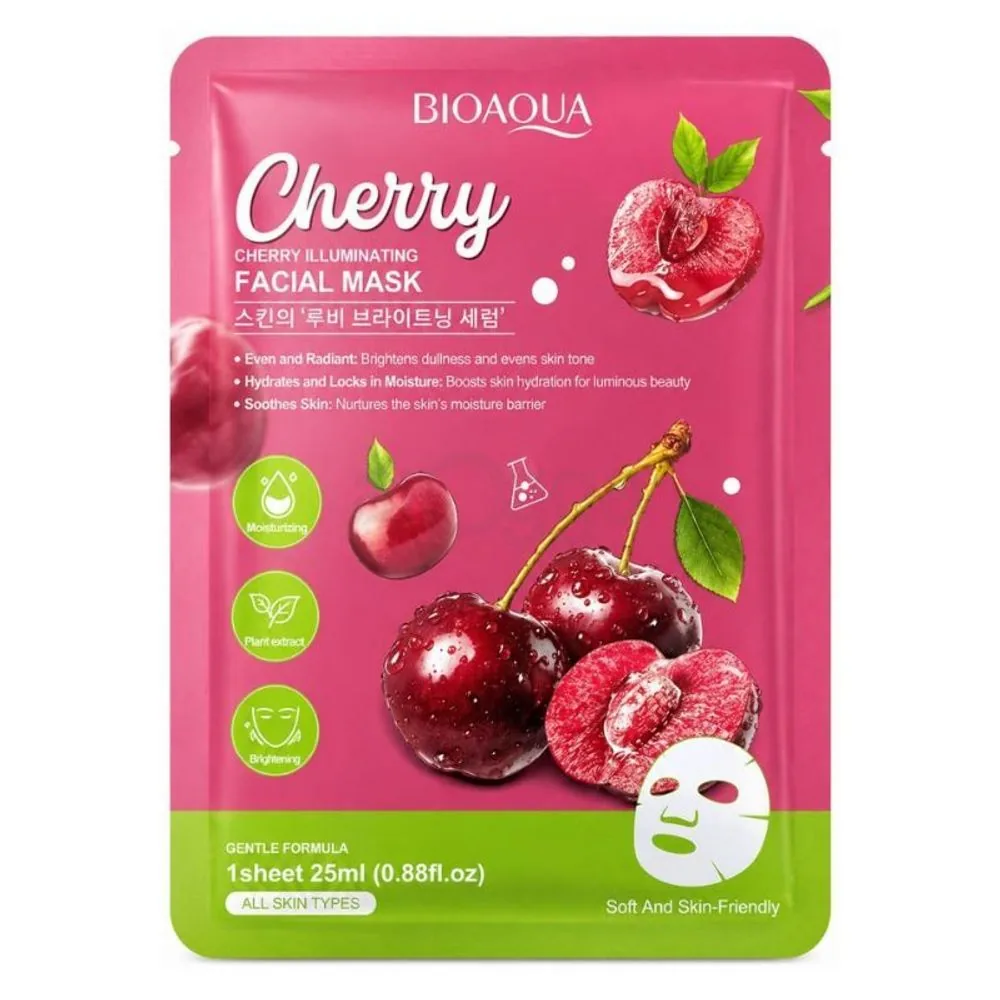 BIOAQUA
Cherry
CHERRY ILLUMINATING
FACIAL MASK
스킨의 ‘루비 브라이트닝 세럼’
• Even and Radiant: Brightens dullness and evens skin tone
• Hydrates and Locks in Moisture: Boosts skin hydration for luminous beauty
• Soothes Skin: Nurtures the skin's moisture barrier
Moisturizing
Plant extract
Brightening
GENTLE FORMULA
1sheet 25ml (0.88fl.oz)
ALL SKIN TYPES
Soft And Skin-Friendly